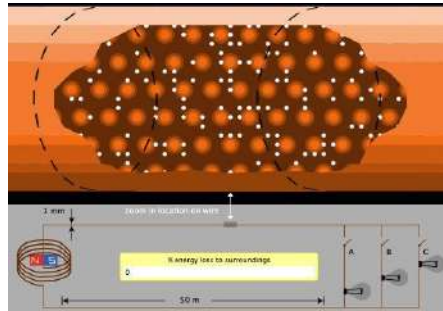 1 mm
zoom in location on wire
N S
A
B
C
% energy loss to surroundings
0
50 m